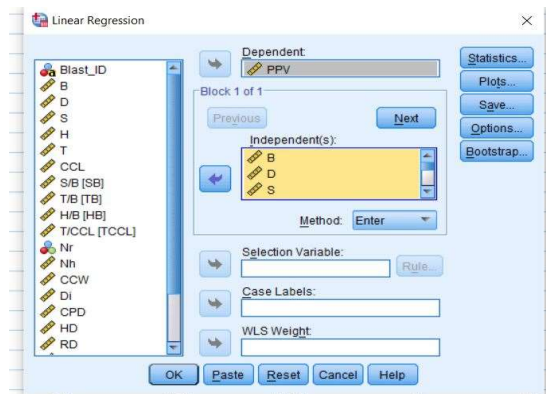 Linear Regression
Blast_ID
B
D
S
H
T
CCL
S/B [SB]
T/B [TB]
H/B [HB]
T/CCL [TCCL]
Nr
Nh
CCW
Di
CPD
HD
RD
Dependent:
PPV
Block 1 of 1
Previous
Next
Independent(s):
B
D
S
Method: Enter
Selection Variable:
Rule...
Case Labels:
WLS Weight:
Statistics...
Plots...
Save...
Options...
Bootstrap...
OK Paste Reset Cancel Help